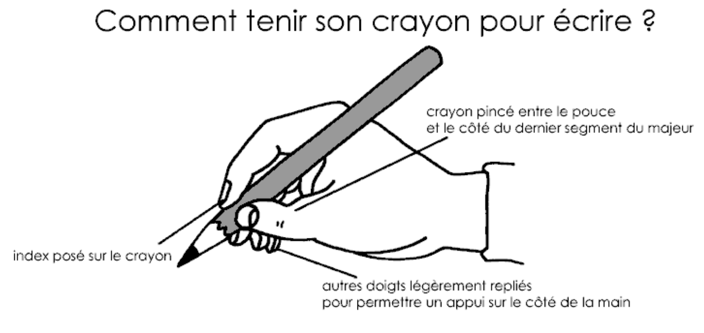 Comment tenir son crayon pour écrire ?
crayon pincé entre le pouce
et le côté du dernier segment du majeur
index posé sur le crayon
autres doigts légèrement repliés
pour permettre un appui sur le côté de la main